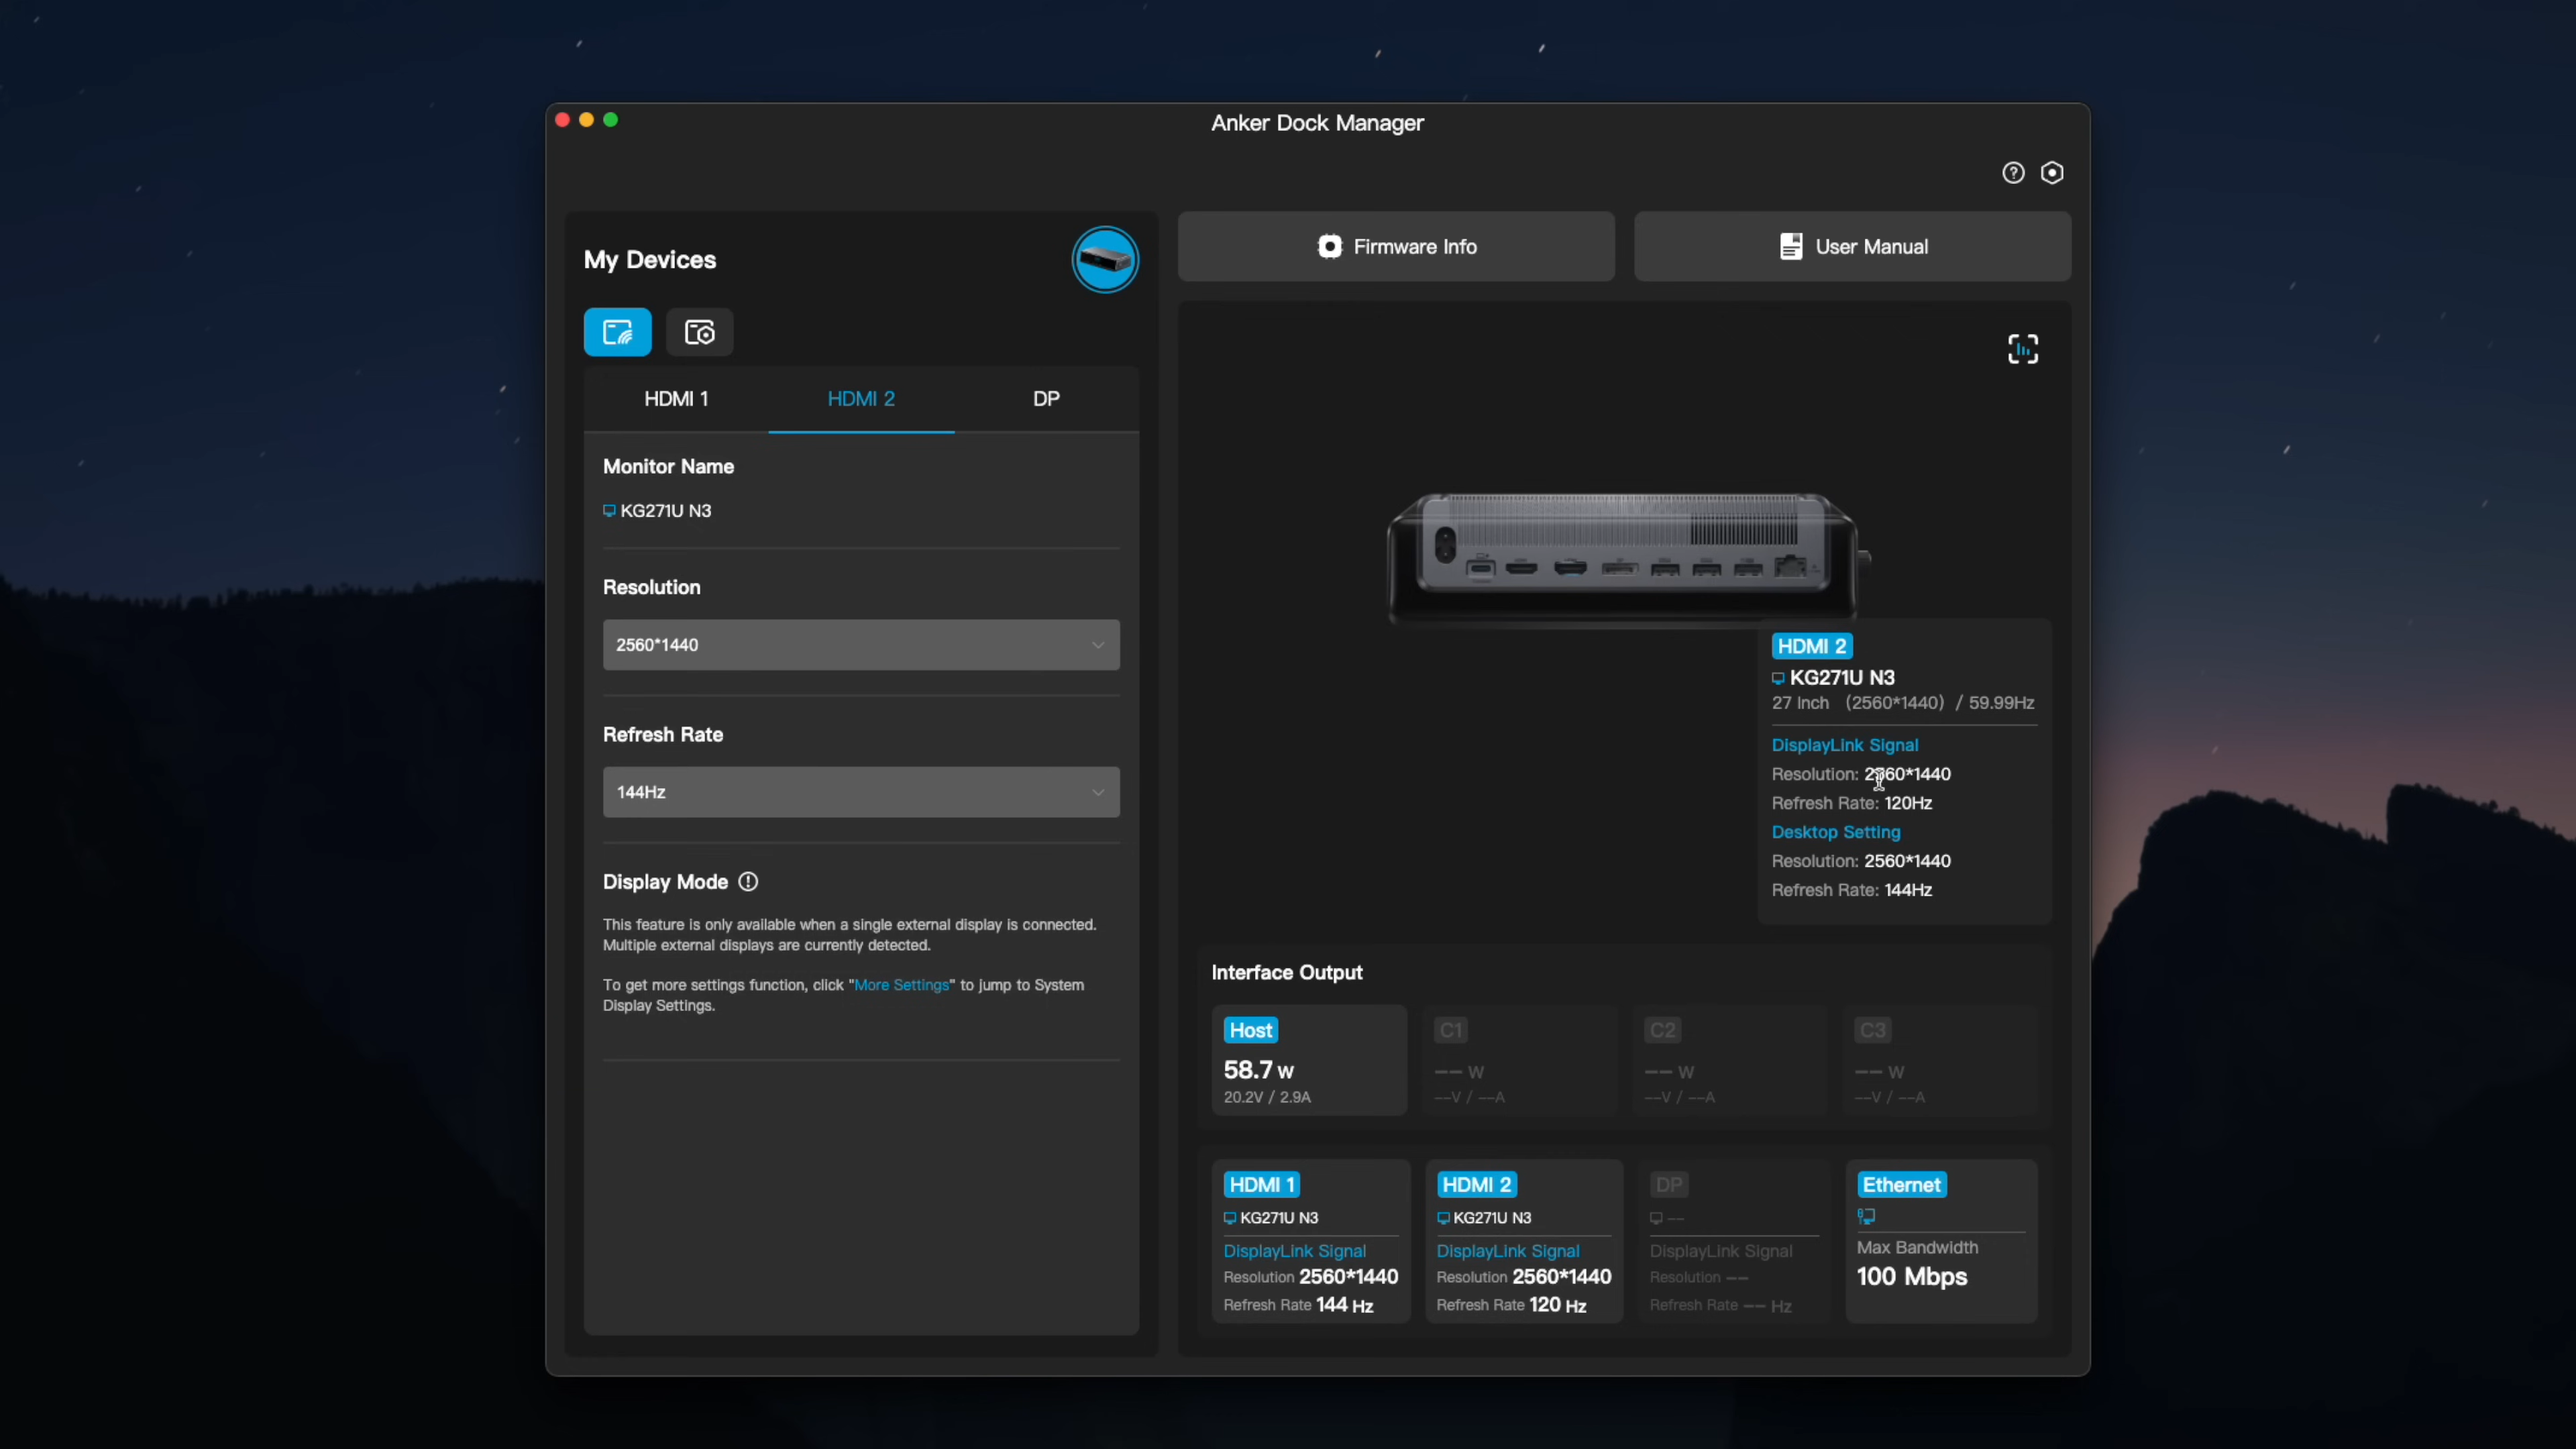 Anker Dock Manager
My Devices
Firmware Info
User Manual
HDMI 1
HDMI 2
DP
Monitor Name
KG271U N3
Resolution
2560*1440
Refresh Rate
144Hz
Display Mode
This feature is only available when a single external display is connected.
Multiple external displays are currently detected.
To get more settings function, click "More Settings" to jump to System
Display Settings.
HDMI 2
KG271U N3
27 Inch (2560*1440) / 59.99Hz
DisplayLink Signal
Resolution: 2560*1440
Refresh Rate: 120Hz
Desktop Setting
Resolution: 2560*1440
Refresh Rate: 144Hz
Interface Output
Host
58.7 W
20.2V / 2.9A
C1
-- W
--V / --A
C2
-- W
--V / --A
C3
-- W
--V / --A
HDMI 1
KG271U N3
DisplayLink Signal
Resolution 2560*1440
Refresh Rate 144 Hz
HDMI 2
KG271U N3
DisplayLink Signal
Resolution 2560*1440
Refresh Rate 120 Hz
DP
--
DisplayLink Signal
Resolution --
Refresh Rate -- Hz
Ethernet
Max Bandwidth
100 Mbps